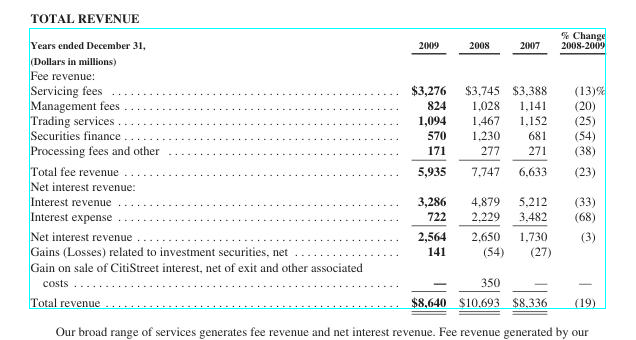 TOTAL REVENUE
% Change
Years ended December 31, 2009 2008 2007 2008-2009
(Dollars in millions)
Fee revenue:
Servicing fees . . . . . . . . . . . . . . . . . . . . . . . . . . . . . . . . . . . . . . . . . . . . . . . $3,276 $3,745 $3,388 (13)%
Management fees . . . . . . . . . . . . . . . . . . . . . . . . . . . . . . . . . . . . . . . . . . . . . 824 1,028 1,141 (20)
Trading services . . . . . . . . . . . . . . . . . . . . . . . . . . . . . . . . . . . . . . . . . . . . . . 1,094 1,467 1,152 (25)
Securities finance . . . . . . . . . . . . . . . . . . . . . . . . . . . . . . . . . . . . . . . . . . . . . 570 1,230 681 (54)
Processing fees and other . . . . . . . . . . . . . . . . . . . . . . . . . . . . . . . . . . . . . . 171 277 271 (38)
Total fee revenue . . . . . . . . . . . . . . . . . . . . . . . . . . . . . . . . . . . . . . . . . . . . . 5,935 7,747 6,633 (23)
Net interest revenue:
Interest revenue . . . . . . . . . . . . . . . . . . . . . . . . . . . . . . . . . . . . . . . . . . . . . . 3,286 4,879 5,212 (33)
Interest expense . . . . . . . . . . . . . . . . . . . . . . . . . . . . . . . . . . . . . . . . . . . . . . 722 2,229 3,482 (68)
Net interest revenue . . . . . . . . . . . . . . . . . . . . . . . . . . . . . . . . . . . . . . . . . . . 2,564 2,650 1,730 (3)
Gains (Losses) related to investment securities, net . . . . . . . . . . . . . . . . . 141 (54) (27)
Gain on sale of CitiStreet interest, net of exit and other associated
costs . . . . . . . . . . . . . . . . . . . . . . . . . . . . . . . . . . . . . . . . . . . . . . . . . . . . . — 350 — —
Total revenue . . . . . . . . . . . . . . . . . . . . . . . . . . . . . . . . . . . . . . . . . . . . . . . . $8,640 $10,693 $8,336 (19)
Our broad range of services generates fee revenue and net interest revenue. Fee revenue generated by our